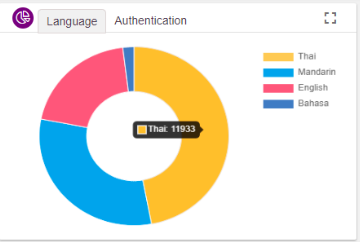 Language Authentication
Thai
Mandarin
English
Bahasa
Thai: 11933